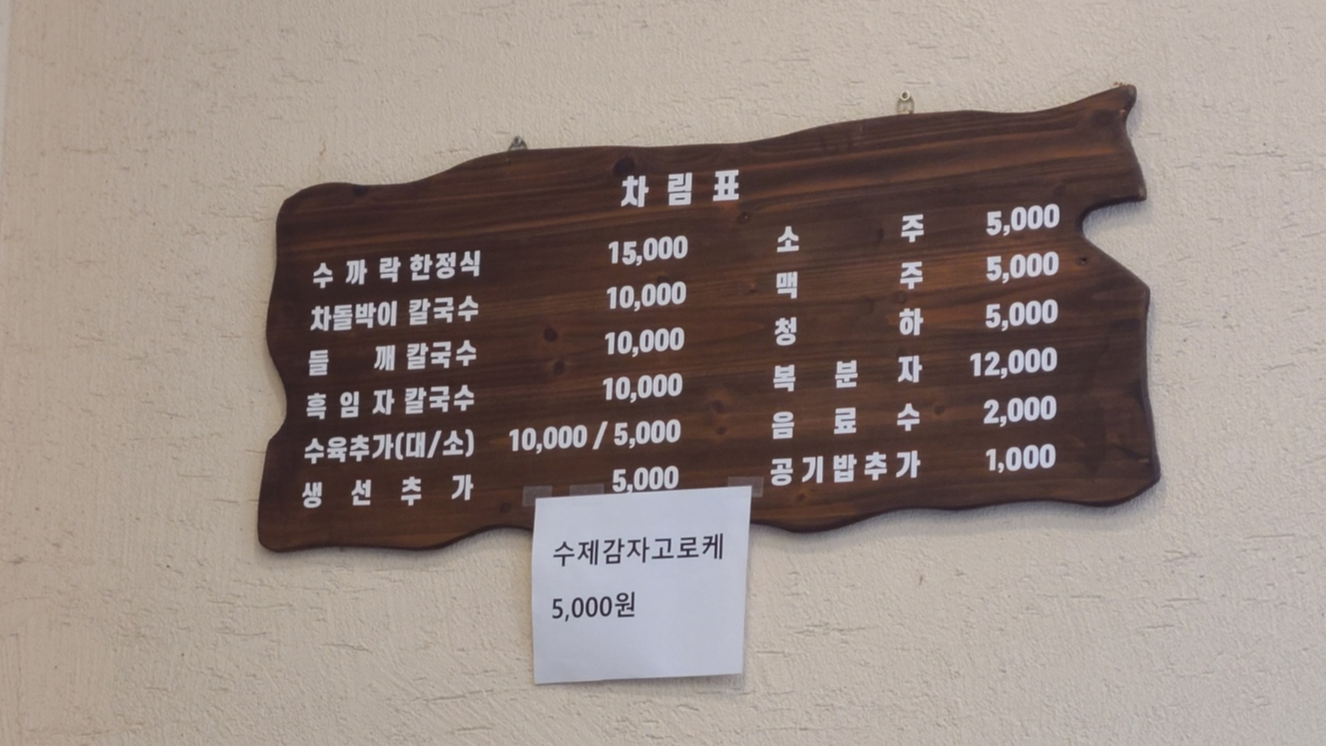 차림표
수까락한정식 15,000
차돌박이 칼국수 10,000
들깨칼국수 10,000
흑임자칼국수 10,000
수육추가(대/소) 10,000 / 5,000
생선추가 5,000
소주 5,000
맥주 5,000
청하 5,000
복분자 12,000
음료수 2,000
공기밥추가 1,000
수제감자고로케
5,000원